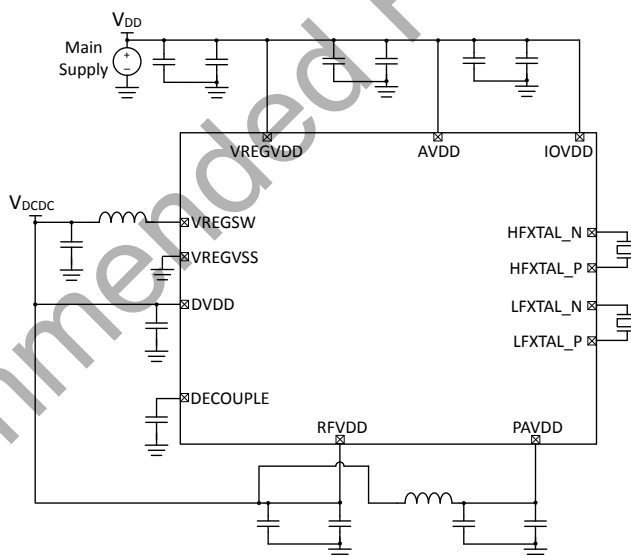 VDD
Main
Supply
VREGVDD
AVDD
IOVDD
VDCDC
VREGSW
VREGVSS
DVDD
DECOUPLE
HFXTAL_N
HFXTAL_P
LFXTAL_N
LFXTAL_P
RFVDD
PAVDD